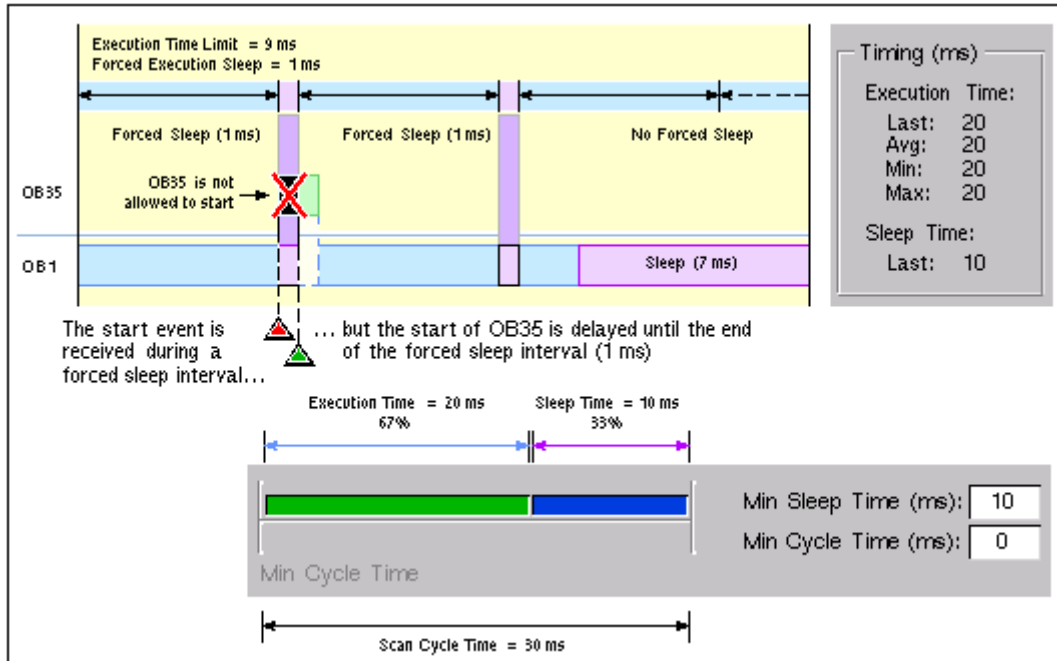 Execution Time Limit = 9 ms
Forced Execution Sleep = 1 ms
Forced Sleep (1 ms)
Forced Sleep (1 ms)
No Forced Sleep
OB35
OB35 is not
allowed to start
OB1
Sleep (7 ms)
The start event is
received during a
forced sleep interval...
... but the start of OB35 is delayed until the end
of the forced sleep interval (1 ms)
Timing (ms)
Execution Time:
Last: 20
Avg: 20
Min: 20
Max: 20
Sleep Time:
Last: 10
Execution Time = 20 ms
67%
Sleep Time = 10 ms
33%
Min Sleep Time (ms): 10
Min Cycle Time (ms): 0
Min Cycle Time
Scan Cycle Time = 30 ms